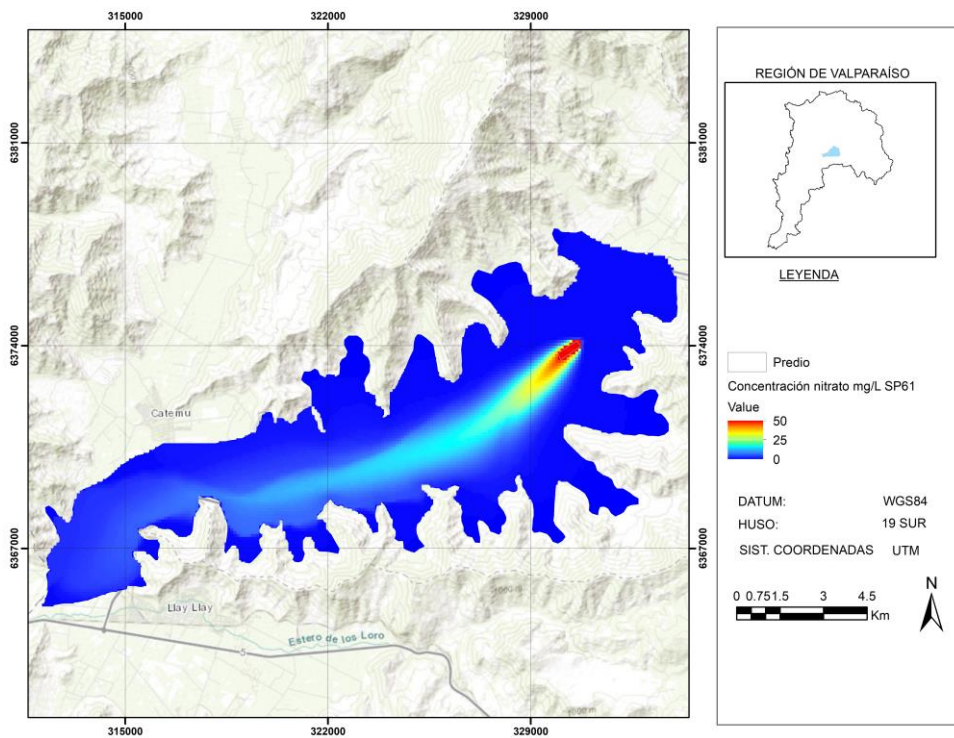 315000 322000 329000
6381000 6381000
6374000 6374000
6367000 6367000
Catemu
Llay Llay
Estero de los Loro
5
315000 322000 329000
REGIÓN DE VALPARAÍSO
LEYENDA
Predio
Concentración nitrato mg/L SP61
Value
50
25
0
DATUM: WGS84
HUSO: 19 SUR
SIST. COORDENADAS UTM
N
0 0.75 1.5 3 4.5
Km